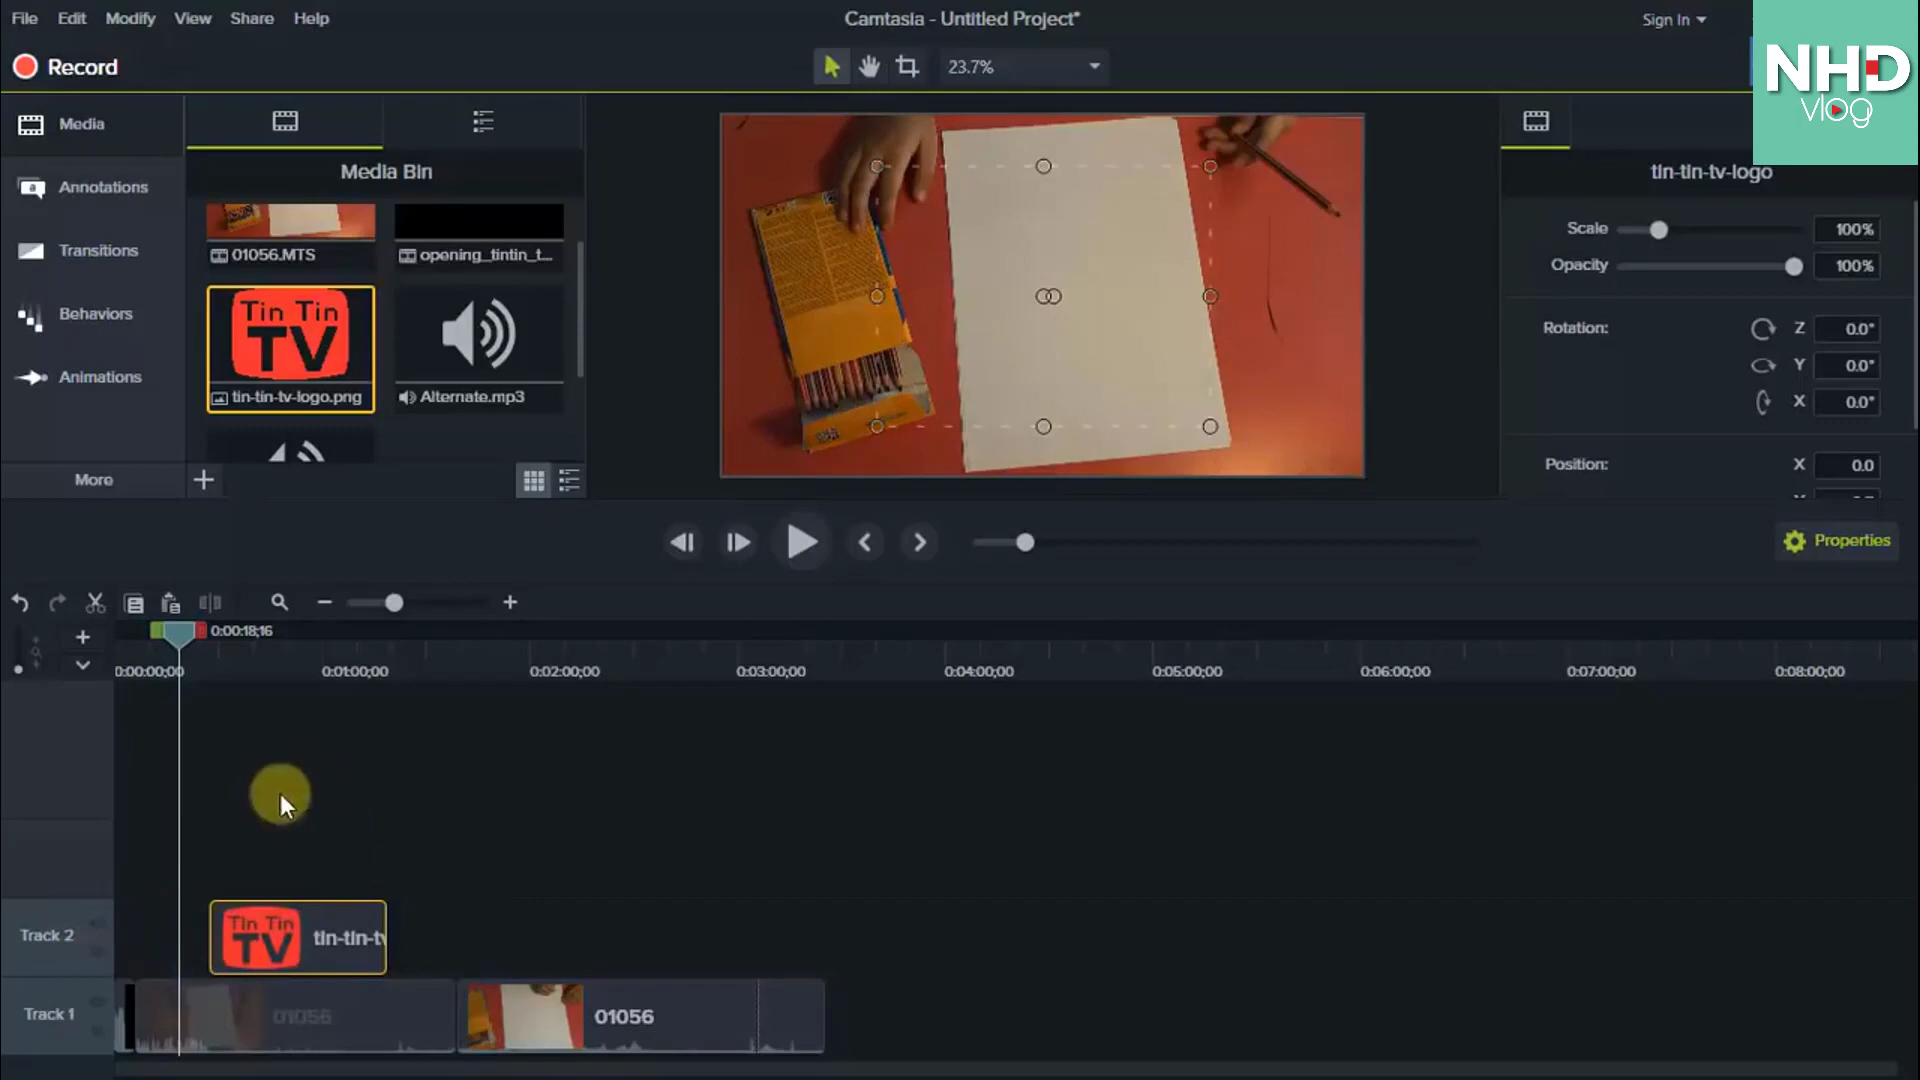 File Edit Modify View Share Help
Camtasia - Untitled Project*
Sign In
NHD
vlog
Record
23.7%
Media
Annotations
Transitions
Behaviors
Animations
More
Media Bin
01056.MTS
opening_tintin_t...
Tin Tin
TV
tin-tin-tv-logo.png
Alternate.mp3
tin-tin-tv-logo
Scale 100%
Opacity 100%
Rotation: Z 0.0°
Y 0.0°
X 0.0°
Position: X 0.0
Properties
0:00:18;16
0:00:00;00 0:01:00;00 0:02:00;00 0:03:00;00 0:04:00;00 0:05:00;00 0:06:00;00 0:07:00;00 0:08:00;00
Track 2
Tin Tin
TV
tin-tin-tv
Track 1
01056
01056